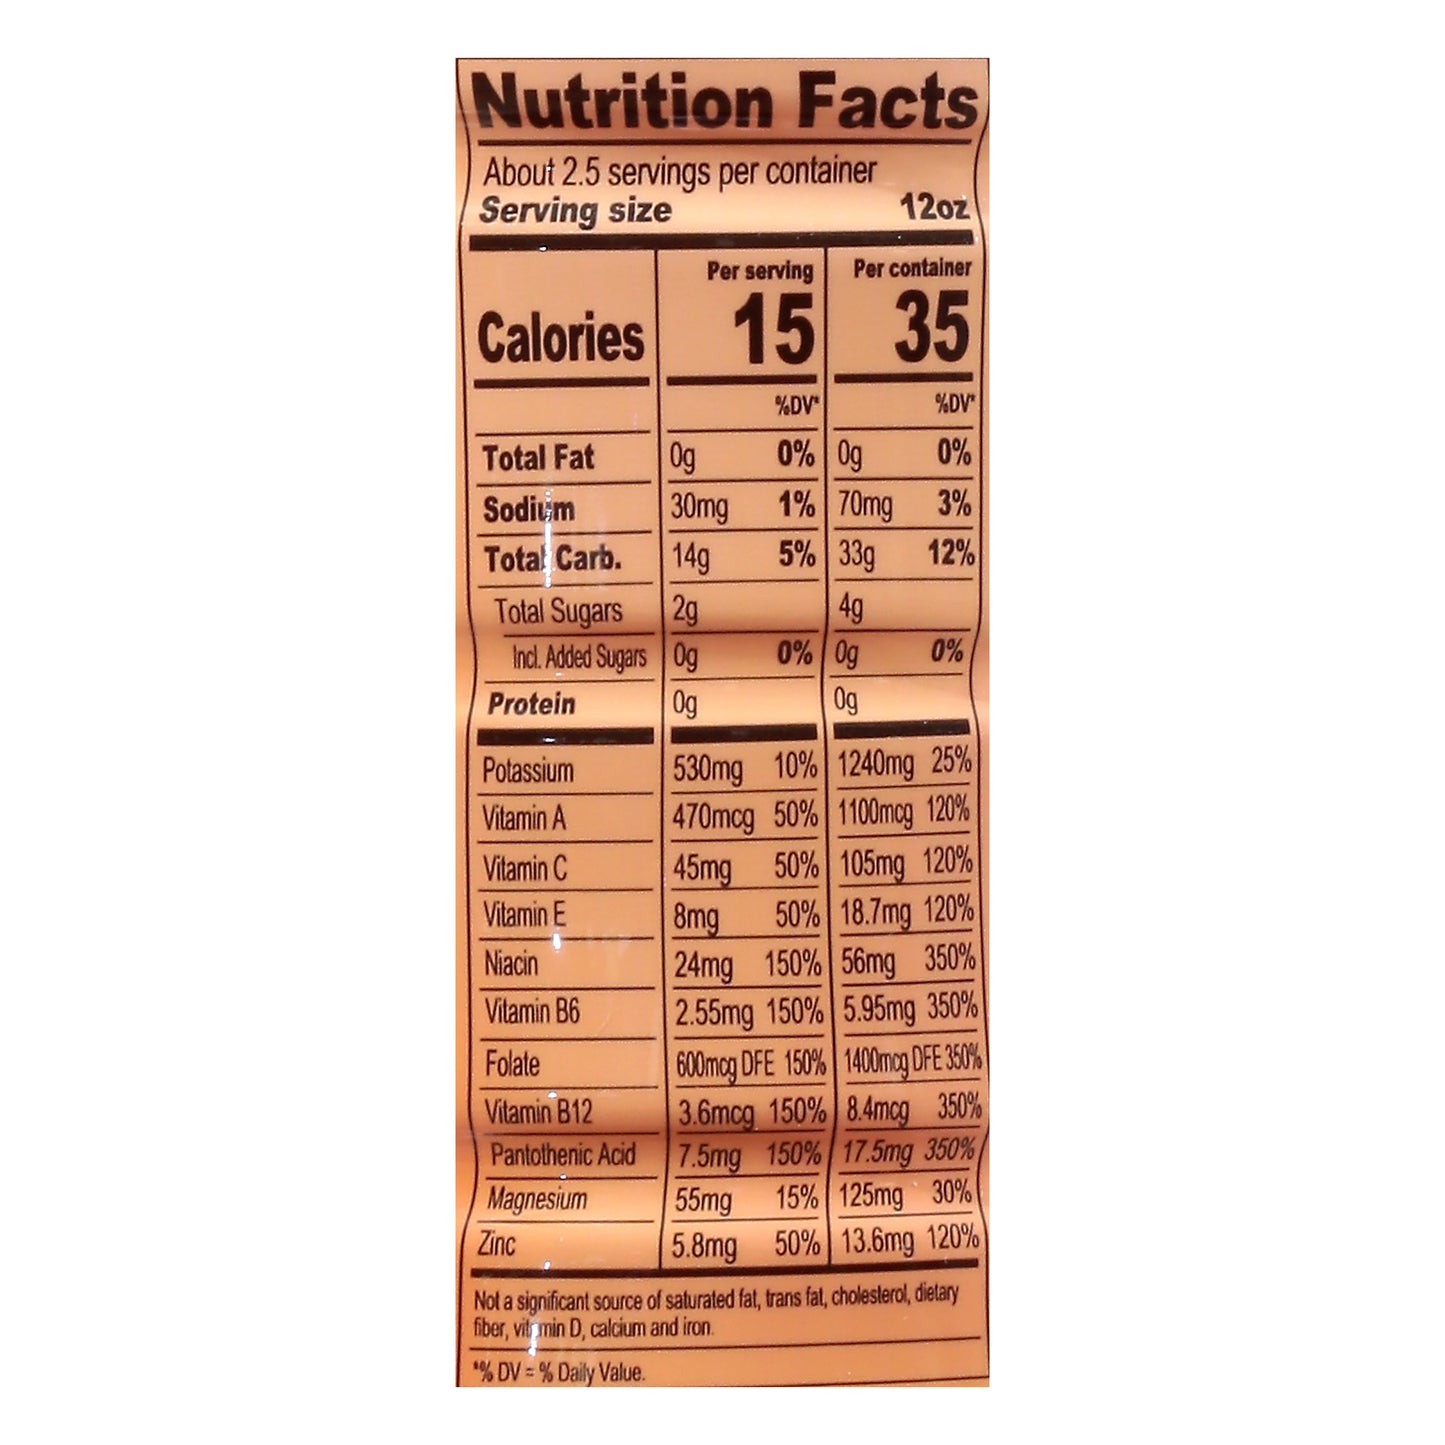 Nutrition Facts
About 2.5 servings per container
Serving size 12oz
Per serving Per container
Calories 15 35
%DV* %DV*
Total Fat 0g 0% 0g 0%
Sodium 30mg 1% 70mg 3%
Total Carb. 14g 5% 33g 12%
Total Sugars 2g 4g
Incl. Added Sugars 0g 0% 0g 0%
Protein 0g 0g
Potassium 530mg 10% 1240mg 25%
Vitamin A 470mcg 50% 1100mcg 120%
Vitamin C 45mg 50% 105mg 120%
Vitamin E 8mg 50% 18.7mg 120%
Niacin 24mg 150% 56mg 350%
Vitamin B6 2.55mg 150% 5.95mg 350%
Folate 600mcg DFE 150% 1400mcg DFE 350%
Vitamin B12 3.6mcg 150% 8.4mcg 350%
Pantothenic Acid 7.5mg 150% 17.5mg 350%
Magnesium 55mg 15% 125mg 30%
Zinc 5.8mg 50% 13.6mg 120%
Not a significant source of saturated fat, trans fat, cholesterol, dietary
fiber, vitamin D, calcium and iron.
*% DV = % Daily Value.